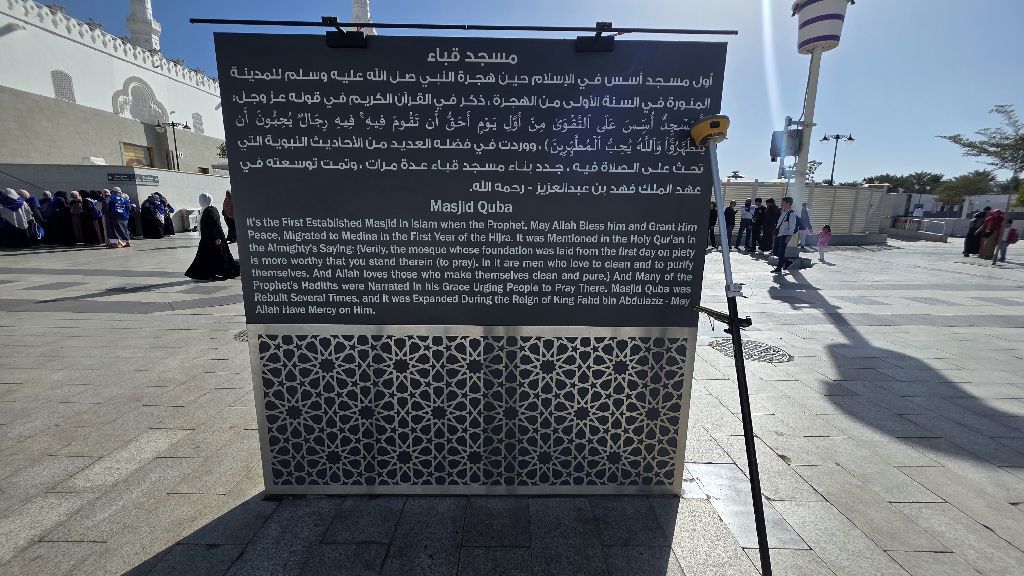 مسجد قباء
أول مسجد أسس في الإسلام حين هجرة النبي صل الله عليه وسلم للمدينة
المنورة في السنة الأولى من الهجرة ، ذكر في القرآن الكريم في قوله عز وجل:
أُسِّسَ عَلَى ٱلتَّقْوَىٰ مِنْ أَوَّلِ يَوْمٍ أَحَقُّ أَن تَقُومَ فِيهِ ۚ فِيهِ رِجَالٌ يُحِبُّونَ أَن
يَتَطَهَّرُوا۟ وَٱللَّهُ يُحِبُّ ٱلْمُطَّهِّرِينَ) ، ووردت في فضله العديد من الأحاديث النبوية التي
تحث على الصلاة فيه ، جدد بناء مسجد قباء عدة مرات ، وتمت توسعته في
عهد الملك فهد بن عبدالعزيز - رحمه الله.
Masjid Quba
It's the First Established Masjid in Islam when the Prophet, May Allah Bless him and Grant Him
Peace, Migrated to Medina in the First Year of the Hijra. It was Mentioned in the Holy Qur'an in
the Almighty's Saying: {Verily, the mosque whose foundation was laid from the first day on piety
is more worthy that you stand therein (to pray). In it are men who love to clean and to purify
themselves. And Allah loves those who make themselves clean and pure.} And Many of the
Prophet's Hadiths were Narrated in his Grace Urging People to Pray There. Masjid Quba was
Rebuilt Several Times, and it was Expanded During the Reign of King Fahd bin Abdulaziz - May
Allah Have Mercy on Him.